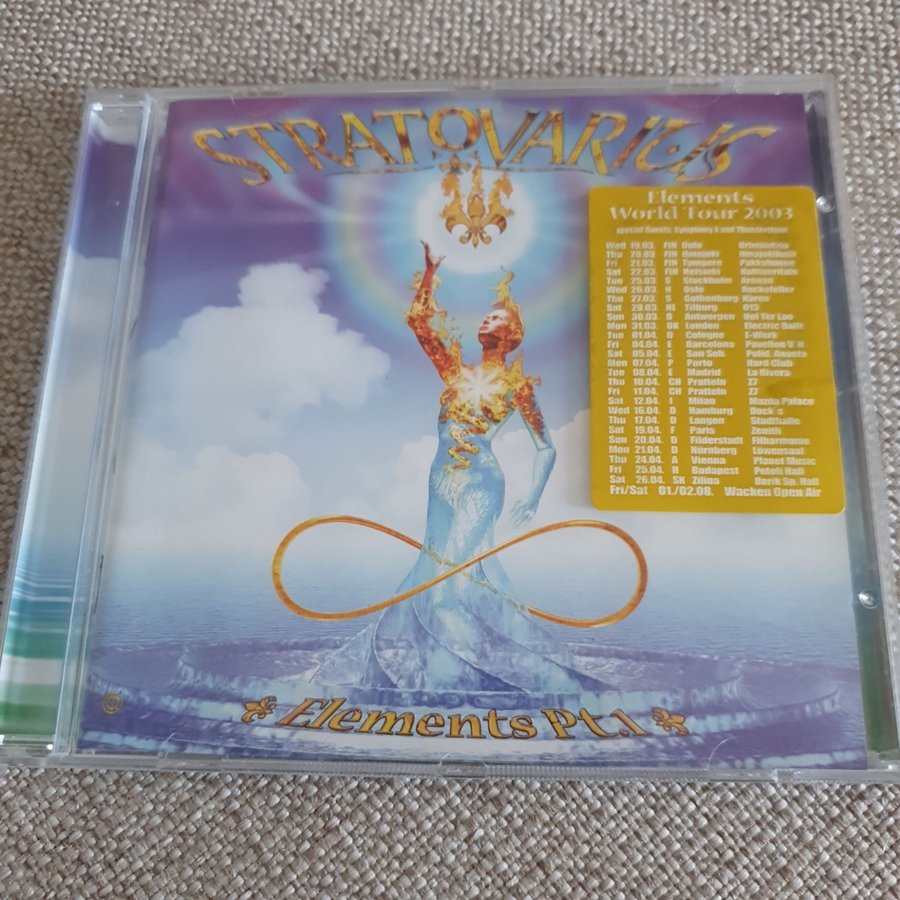 STRATOVARIUS
Elements
World Tour 2003
special Guests Symphony X and Thunderstone
Wed 19.03. FIN Oulu
Thu 20.03. FIN Ilmajoki Ilmajokihalli
Fri 21.03. FIN Tampere Pakkahuone
Sat 22.03. FIN Helsinki Kulttuuritalo
Tue 25.03. S Stockholm Arenan
Wed 26.03. N Oslo Rockefeller
Thu 27.03. S Gothenburg Kåren
Sat 29.03. NL Tilburg 013
Sun 30.03. B Antwerpen Hof Ter Loo
Mon 31.03. UK London Electric Ballr
Tue 01.04. D Cologne E-Werk
Fri 04.04. E Barcelona Pavellon V.H.
Sat 05.04. E San Seb. Polid. Anoeta
Mon 07.04. P Porto Hard Club
Tue 08.04. E Madrid La Rivera
Thu 10.04. CH Pratteln Z7
Fri 11.04. CH Pratteln Z7
Sat 12.04. I Milan Mazda Palace
Wed 16.04. D Hamburg Dock´s
Thu 17.04. D Langen Stadthalle
Sat 19.04. F Paris Zenith
Sun 20.04. D Filderstadt Filharmonie
Mon 21.04. D Nürnberg Löwensaal
Thu 24.04. A Vienna Planet Music
Fri 25.04. H Budapest Petofi Hall
Sat 26.04. SK Zilina Borik Sp. Hall
Fri/Sat 01./02.08. Wacken Open Air
Elements Pt.1